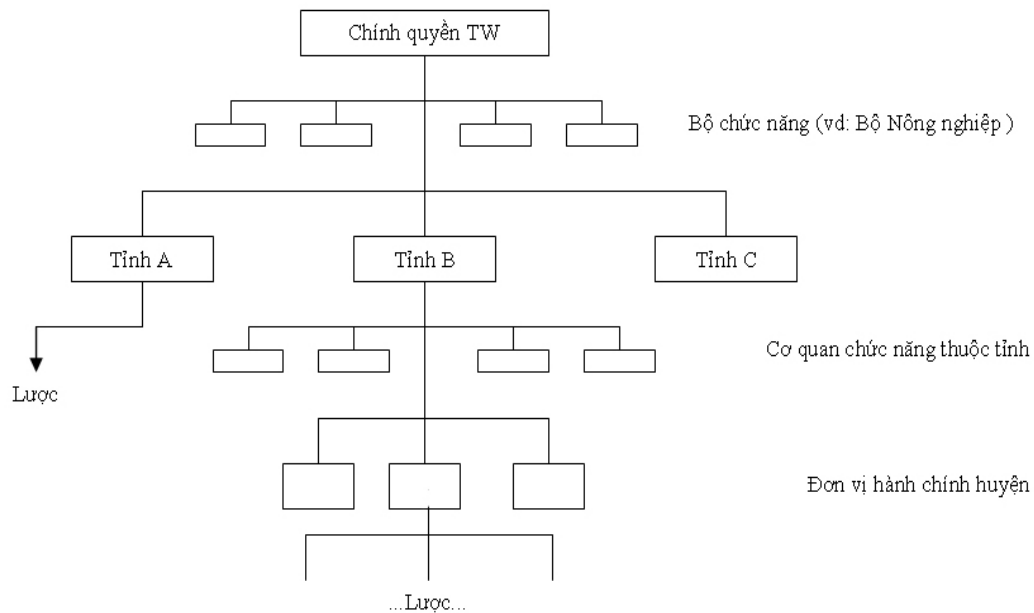 Chính quyền TW
Bộ chức năng (vd: Bộ Nông nghiệp )
Tỉnh A
Tỉnh B
Tỉnh C
Cơ quan chức năng thuộc tỉnh
Lược
Đơn vị hành chính huyện
...Lược...